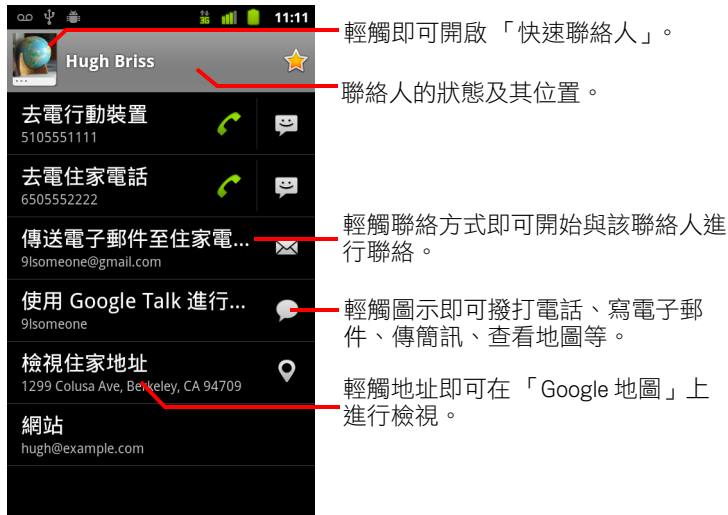 3G 11:11
Hugh Briss
去電行動裝置
5105551111
去電住家電話
6505552222
傳送電子郵件至住家電...
9lsomeone@gmail.com
使用 Google Talk 進行...
9lsomeone
檢視住家地址
1299 Colusa Ave, Berkeley, CA 94709
網站
hugh@example.com
輕觸即可開啟「快速聯絡人」。
聯絡人的狀態及其位置。
輕觸聯絡方式即可開始與該聯絡人進
行聯絡。
輕觸圖示即可撥打電話、寫電子郵
件、傳簡訊、查看地圖等。
輕觸地址即可在「Google 地圖」上
進行檢視。